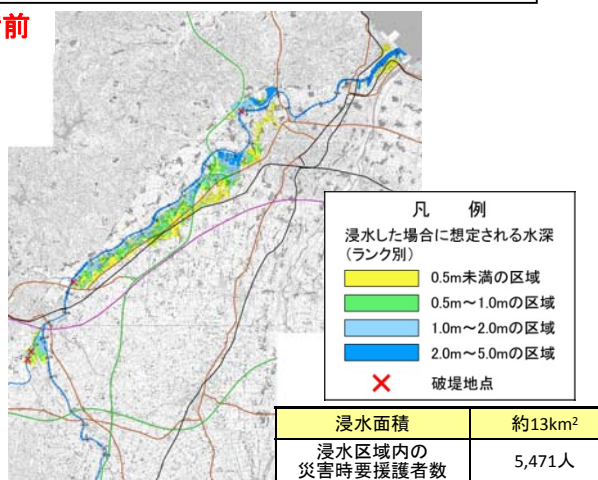 前
凡 例
浸水した場合に想定される水深
（ランク別）
0.5m未満の区域
0.5m～1.0mの区域
1.0m～2.0mの区域
2.0m～5.0mの区域
破堤地点
浸水面積 約13km²
浸水区域内の
災害時要援護者数 5,471人